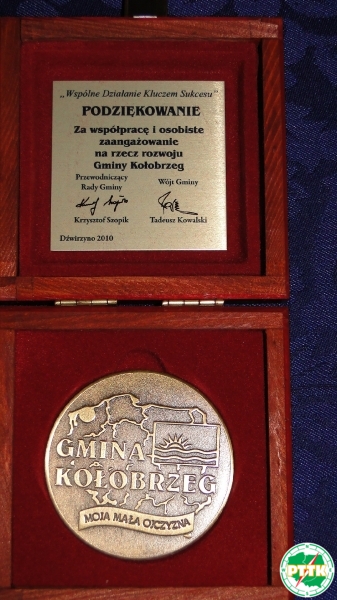 „Wspólne Działanie Kluczem Sukcesu"
PODZIĘKOWANIE
Za współpracę i osobiste
zaangażowanie
na rzecz rozwoju
Gminy Kołobrzeg
Przewodniczący
Rady Gminy
Wójt Gminy
Krzysztof Szopik
Tadeusz Kowalski
Dźwirzyno 2010
GMINA
KOŁOBRZEG
MOJA MAŁA OJCZYZNA
PTTK